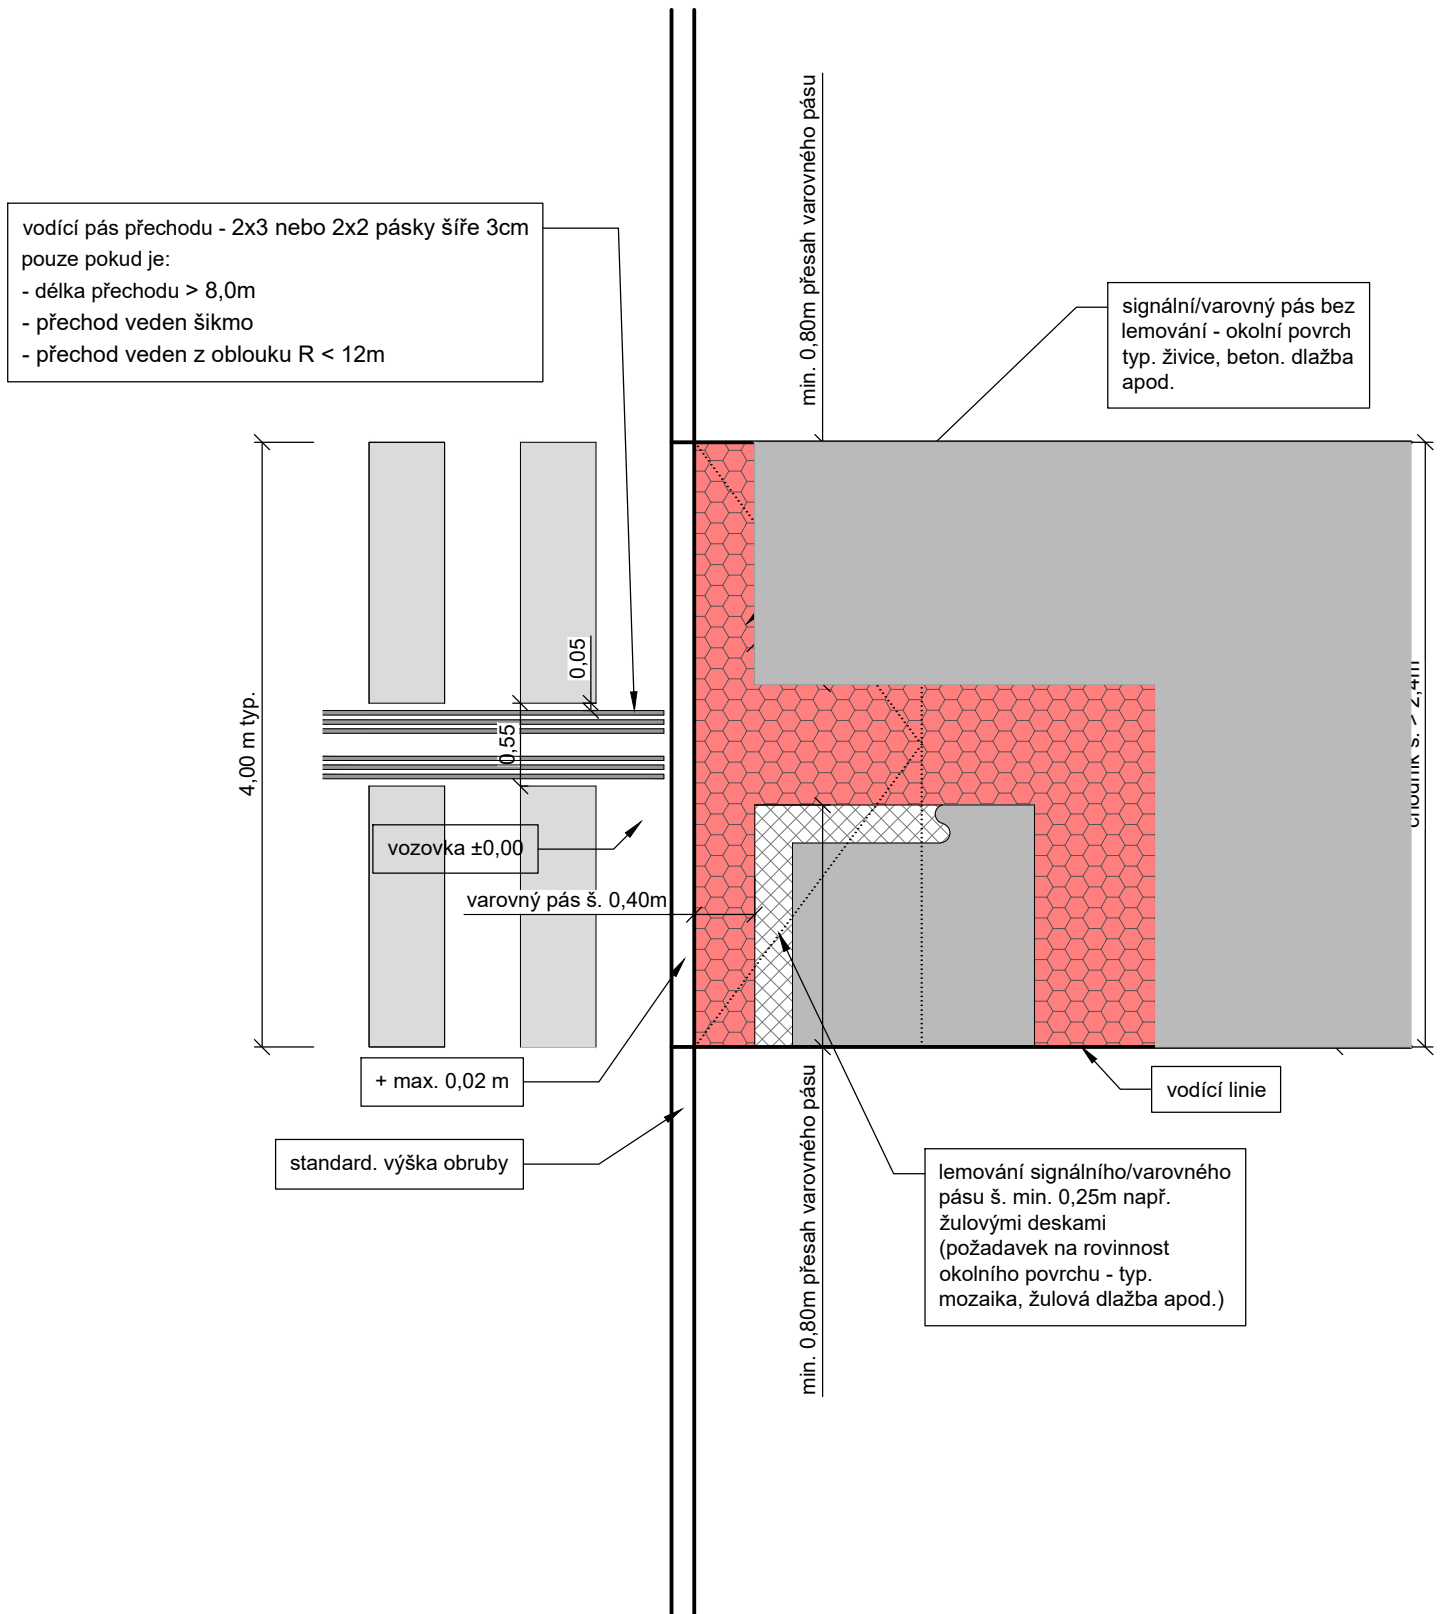 min. 0,80m přesah varovného pásu
vodící pás přechodu - 2x3 nebo 2x2 pásky šíře 3cm
pouze pokud je:
- délka přechodu > 8,0m
- přechod veden šikmo
- přechod veden z oblouku R < 12m
signální/varovný pás bez
lemování - okolní povrch
typ. živice, beton. dlažba
apod.
4,00 m typ.
0,05
0,55
vozovka ±0,00
varovný pás š. 0,40m
chodník š. > 2,4m
+ max. 0,02 m
vodící linie
standard. výška obruby
min. 0,80m přesah varovného pásu
lemování signálního/varovného
pásu š. min. 0,25m např.
žulovými deskami
(požadavek na rovinnost
okolního povrchu - typ.
mozaika, žulová dlažba apod.)